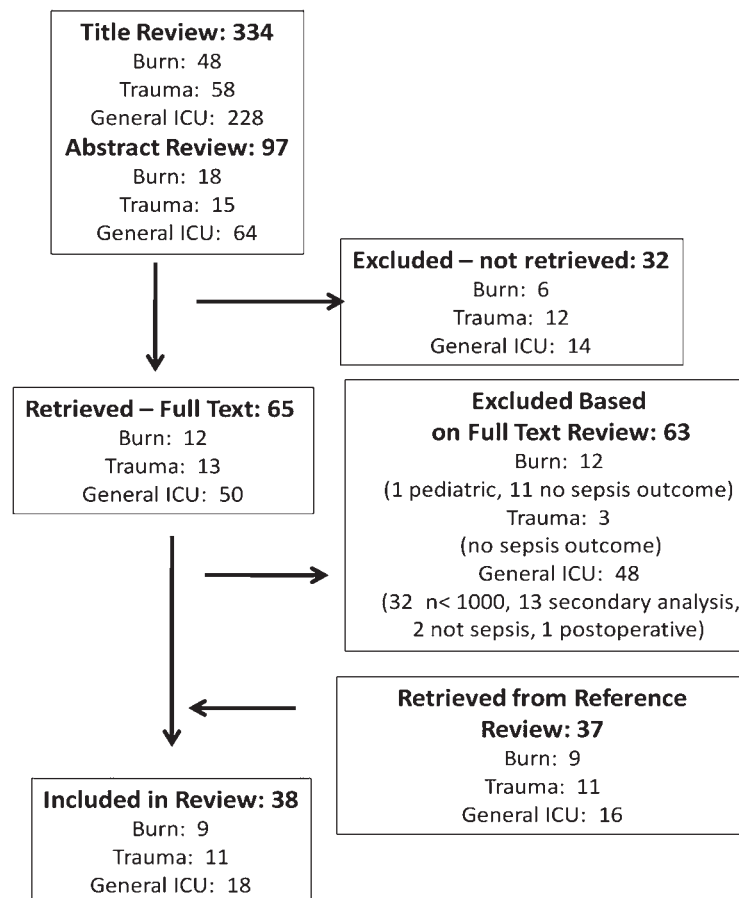 Title Review: 334
Burn: 48
Trauma: 58
General ICU: 228
Abstract Review: 97
Burn: 18
Trauma: 15
General ICU: 64
Excluded – not retrieved: 32
Burn: 6
Trauma: 12
General ICU: 14
Retrieved – Full Text: 65
Burn: 12
Trauma: 13
General ICU: 50
Excluded Based
on Full Text Review: 63
Burn: 12
(1 pediatric, 11 no sepsis outcome)
Trauma: 3
(no sepsis outcome)
General ICU: 48
(32 n< 1000, 13 secondary analysis,
2 not sepsis, 1 postoperative)
Retrieved from Reference
Review: 37
Burn: 9
Trauma: 11
General ICU: 16
Included in Review: 38
Burn: 9
Trauma: 11
General ICU: 18